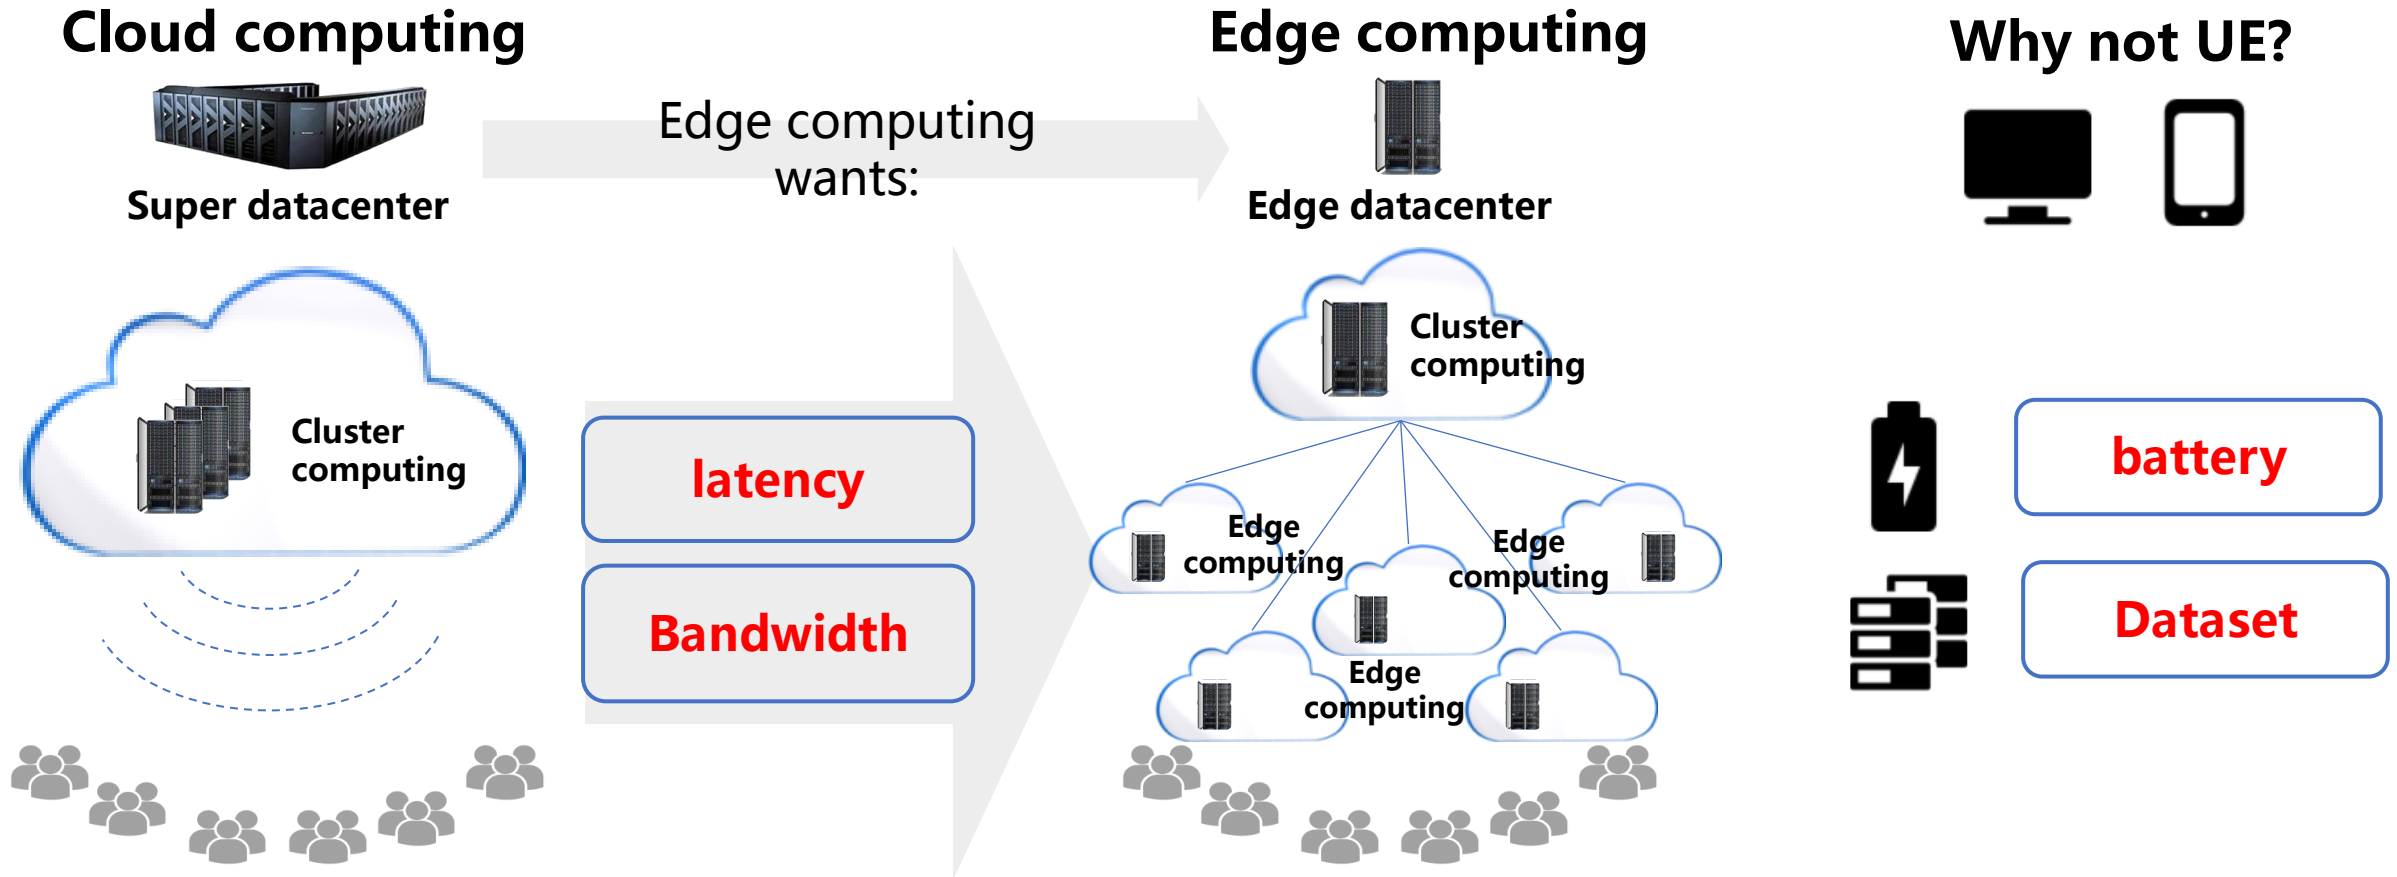 Cloud computing
Super datacenter
Cluster
computing
Edge computing
wants:
latency
Bandwidth
Edge computing
Edge datacenter
Cluster
computing
Edge
computing
Edge
computing
Edge
computing
Why not UE?
battery
Dataset